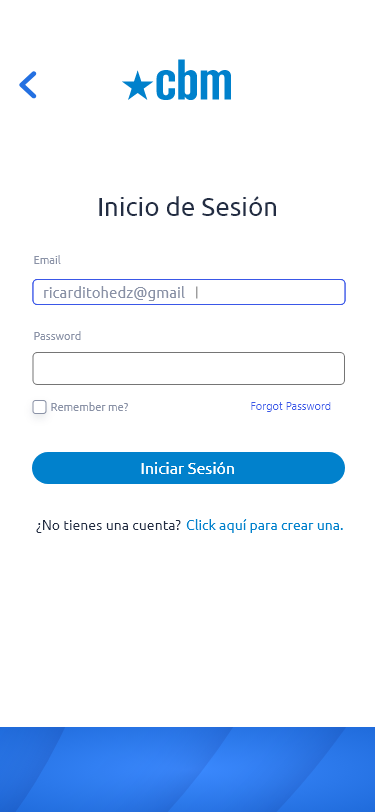 cbm
Inicio de Sesión
Email
ricarditohedz@gmail |
Password
Remember me?
Forgot Password
Iniciar Sesión
¿No tienes una cuenta? Click aquí para crear una.